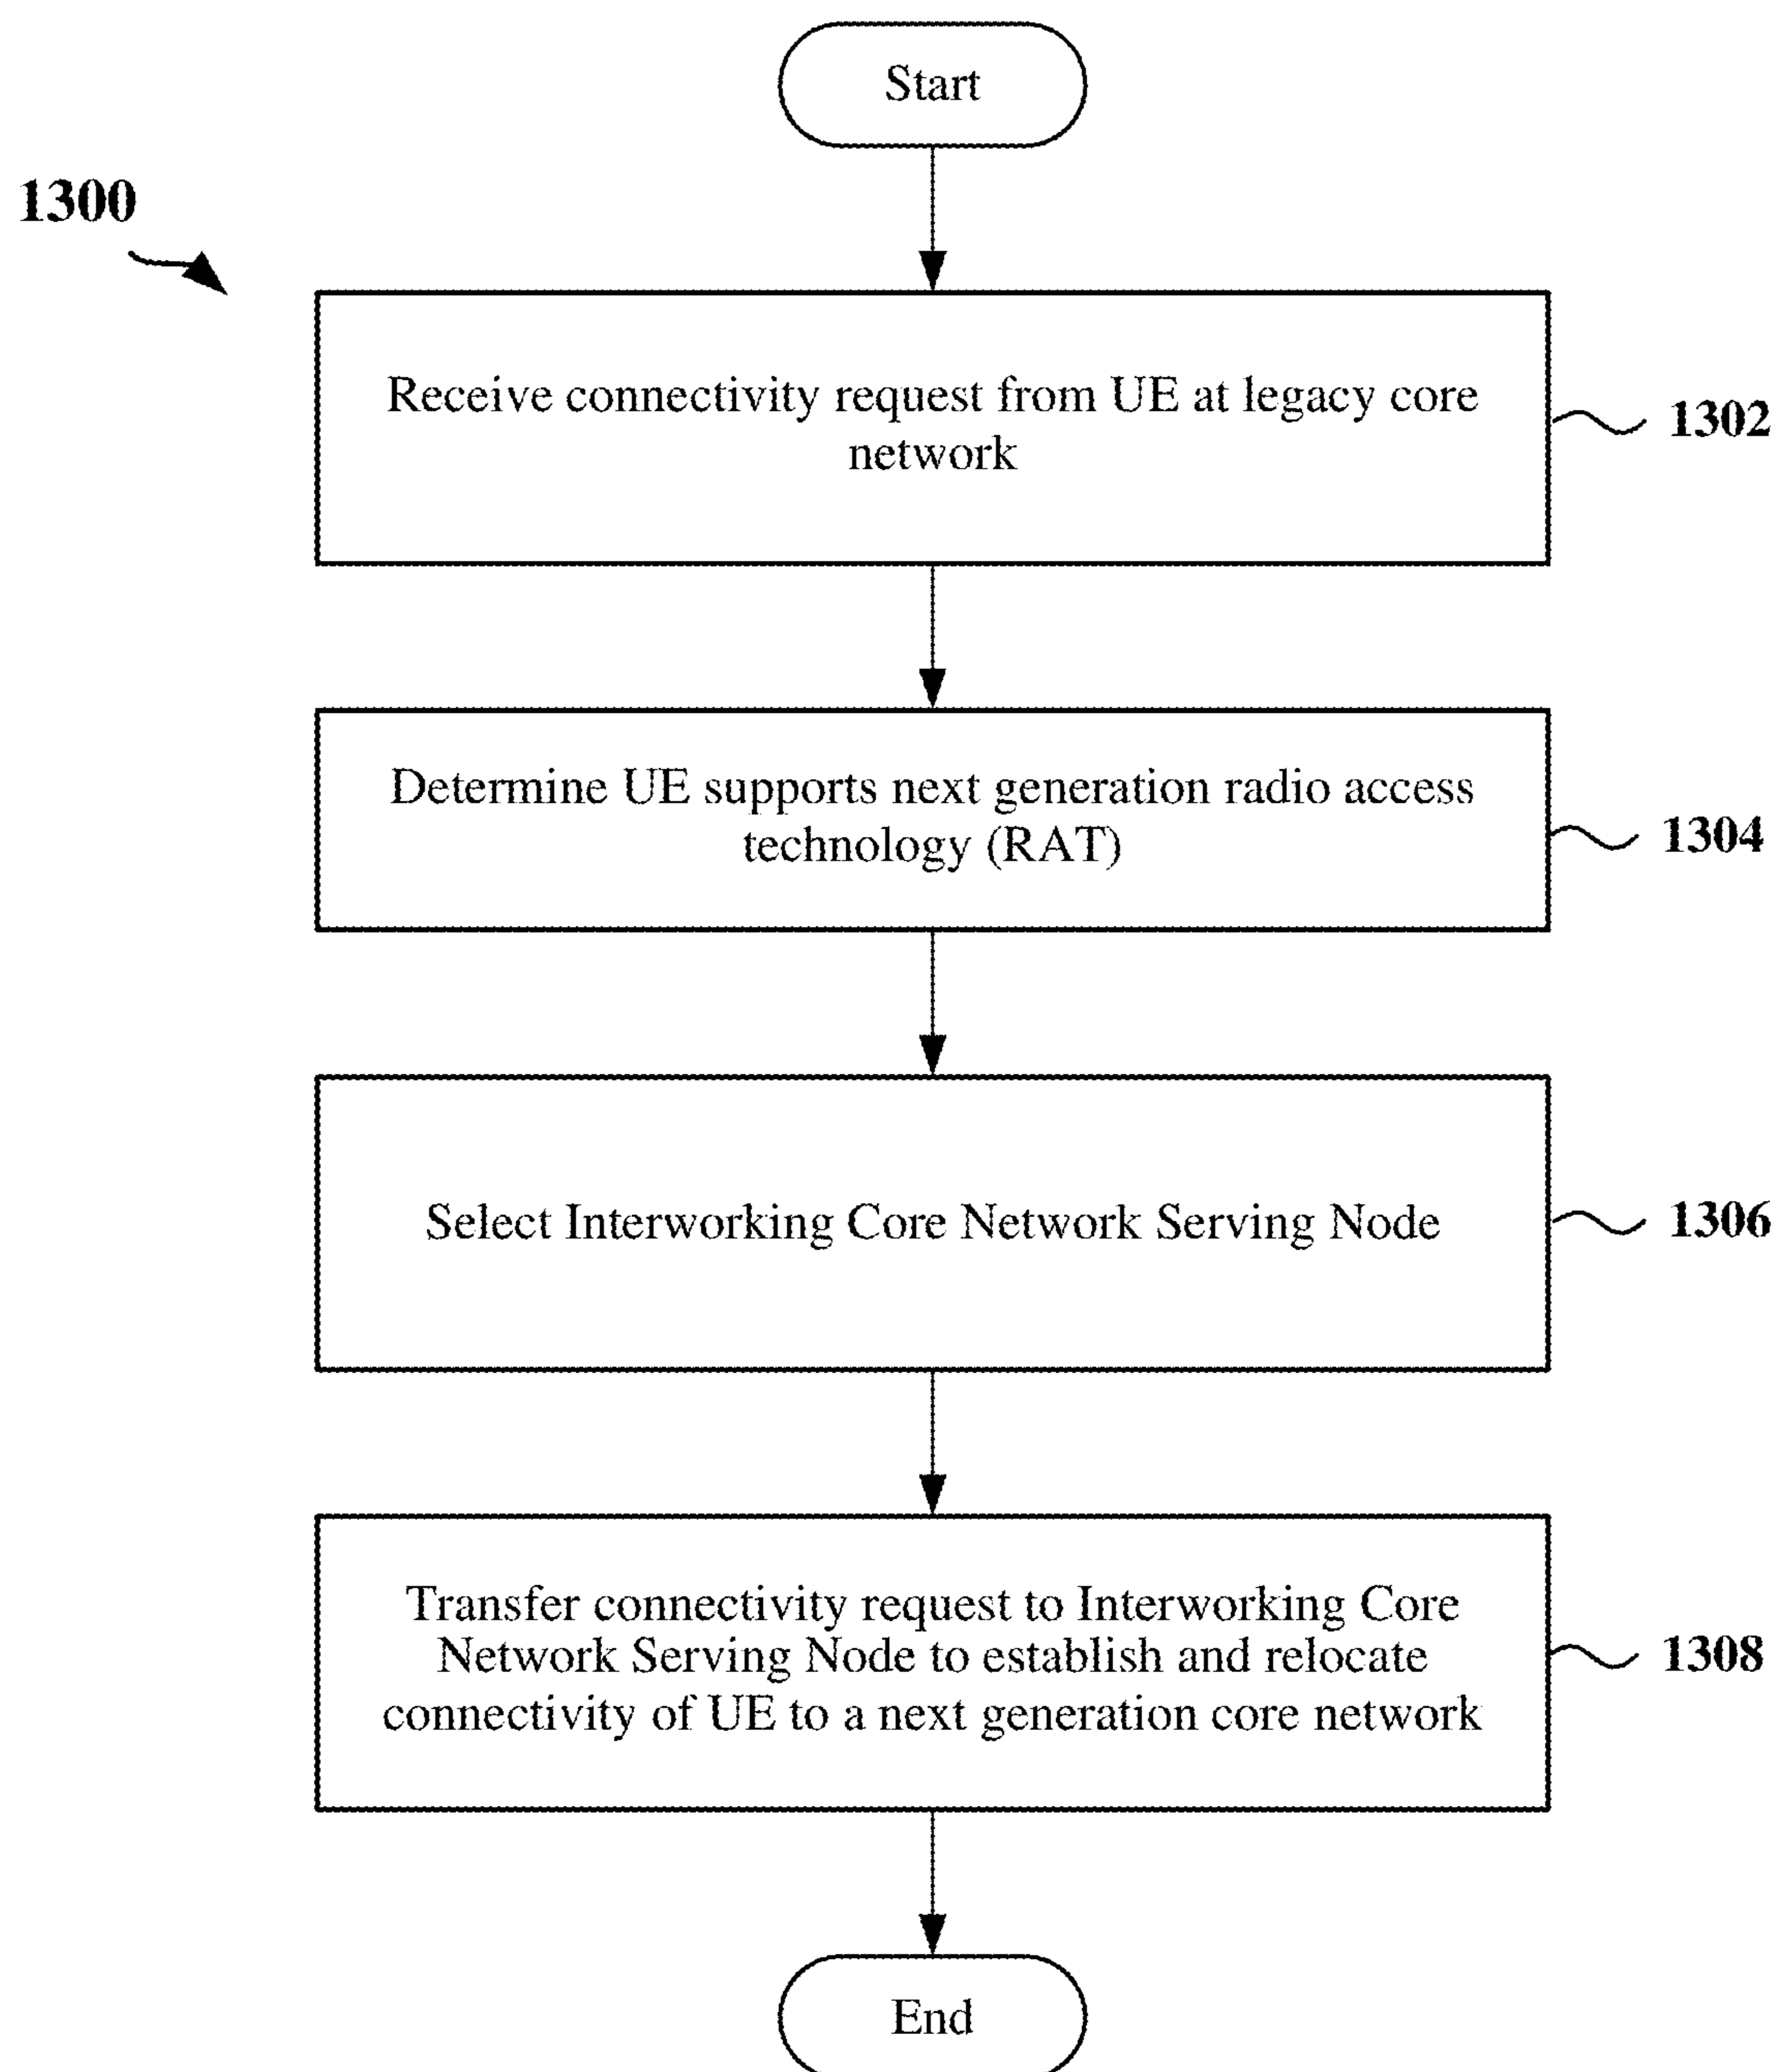 Start
1300
Receive connectivity request from UE at legacy core
network
1302
Determine UE supports next generation radio access
technology (RAT)
1304
Select Interworking Core Network Serving Node
1306
Transfer connectivity request to Interworking Core
Network Serving Node to establish and relocate
connectivity of UE to a next generation core network
1308
End